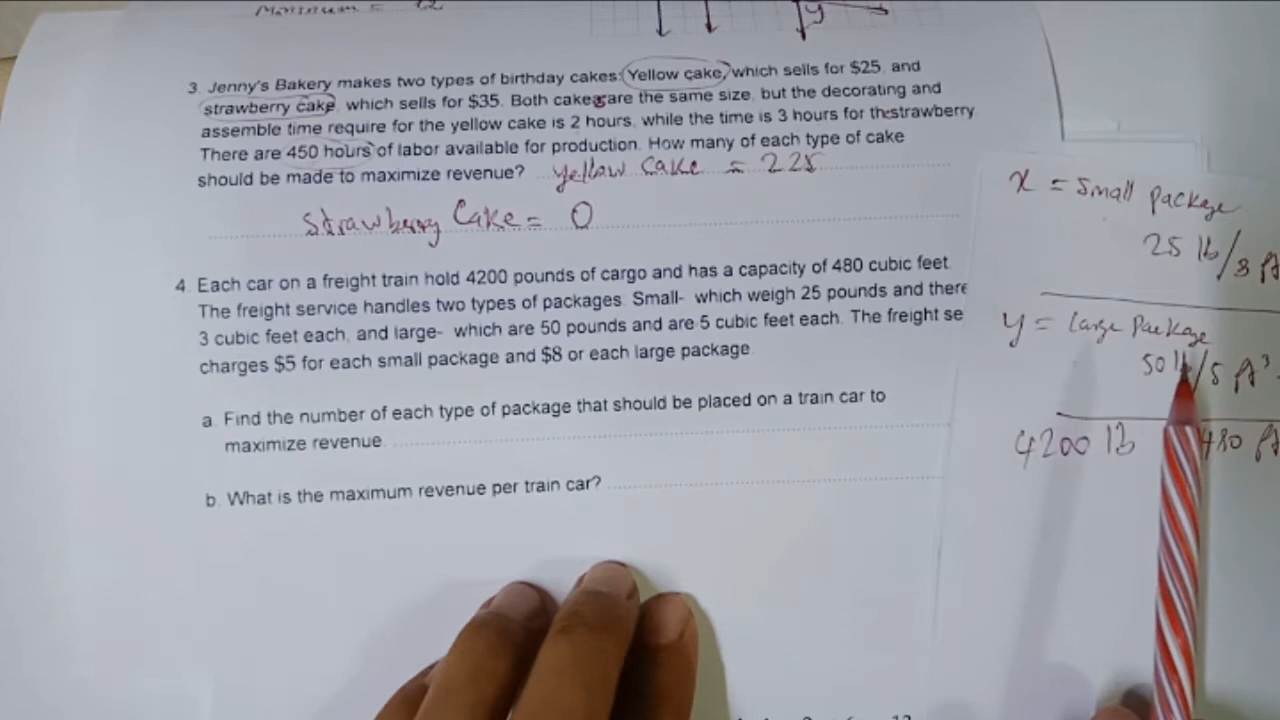 Maximum = 12
y
3. Jenny's Bakery makes two types of birthday cakes: Yellow cake, which sells for $25, and
strawberry cake, which sells for $35. Both cakes are the same size, but the decorating and
assemble time require for the yellow cake is 2 hours, while the time is 3 hours for the strawberry
There are 450 hours of labor available for production. How many of each type of cake
should be made to maximize revenue? Yellow Cake = 225
Strawberry Cake = 0
4. Each car on a freight train hold 4200 pounds of cargo and has a capacity of 480 cubic feet.
The freight service handles two types of packages: Small- which weigh 25 pounds and there
3 cubic feet each, and large- which are 50 pounds and are 5 cubic feet each. The freight se
charges $5 for each small package and $8 or each large package.
a. Find the number of each type of package that should be placed on a train car to
maximize revenue.
b. What is the maximum revenue per train car?
x = Small Package
25 lb/3 ft
y = Large Package
50 lb/5 ft³
4200 lb 480 ft